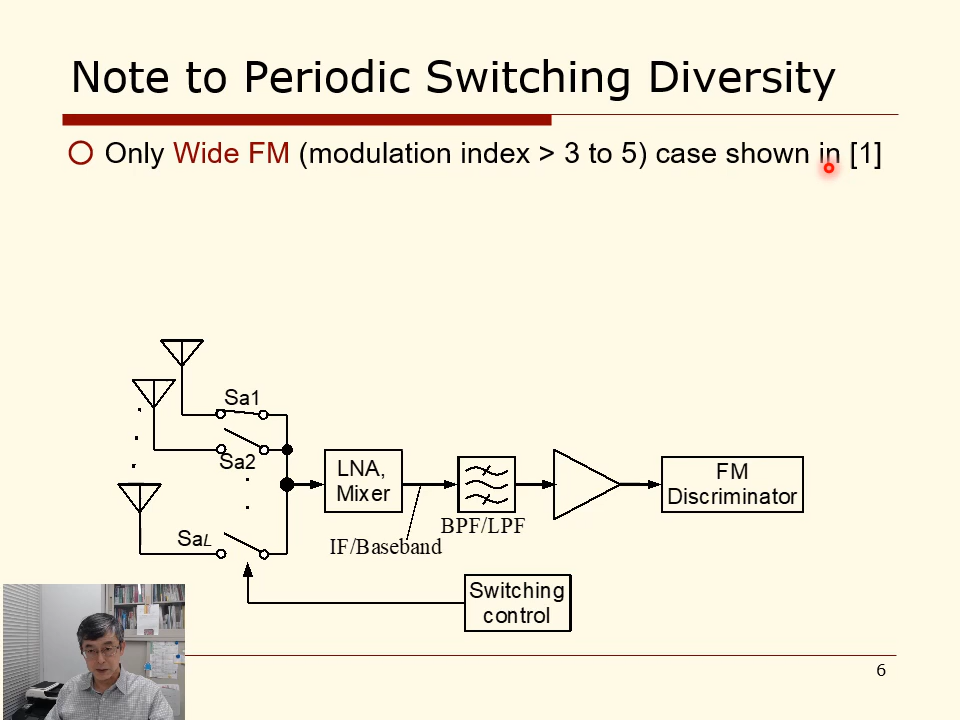 Note to Periodic Switching Diversity
Only Wide FM (modulation index > 3 to 5) case shown in [1]
Sa1
Sa2
SaL
LNA,
Mixer
IF/Baseband
BPF/LPF
FM
Discriminator
Switching
control
6